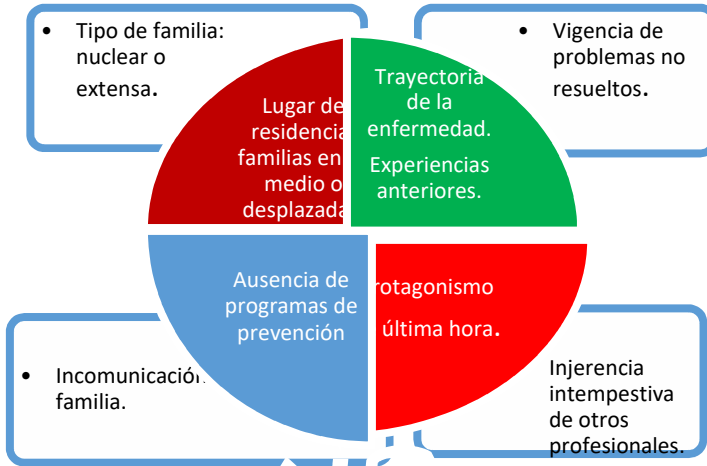 • Tipo de familia:
nuclear o
extensa.
• Vigencia de
problemas no
resueltos.
Lugar de
residencia
familias en
medio o
desplazada
Trayectoria
de la
enfermedad.
Experiencias
anteriores.
Ausencia de
programas de
prevención
rotagonismo
última hora.
• Incomunicación
familia.
Injerencia
intempestiva
de otros
profesionales.